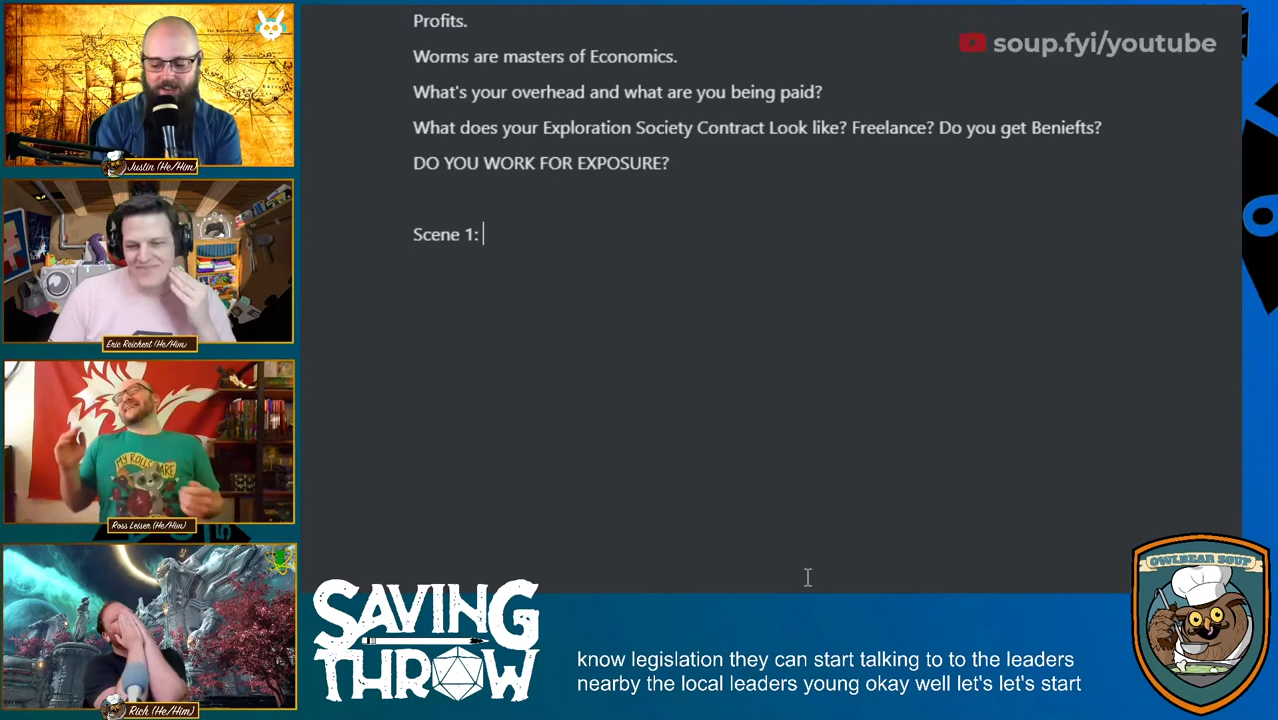 Profits.
soup.fyi/youtube
Worms are masters of Economics.
What's your overhead and what are you being paid?
What does your Exploration Society Contract Look like? Freelance? Do you get Beniefts?
DO YOU WORK FOR EXPOSURE?
Scene 1:
Justin (He/Him)
Eric Reichert (He/Him)
MY ROLLS ARE
Ross Leiser (He/Him)
Rich (He/Him)
SAVING
THROW
know legislation they can start talking to to the leaders
nearby the local leaders young okay well let's let's start
OWLBEAR SOUP